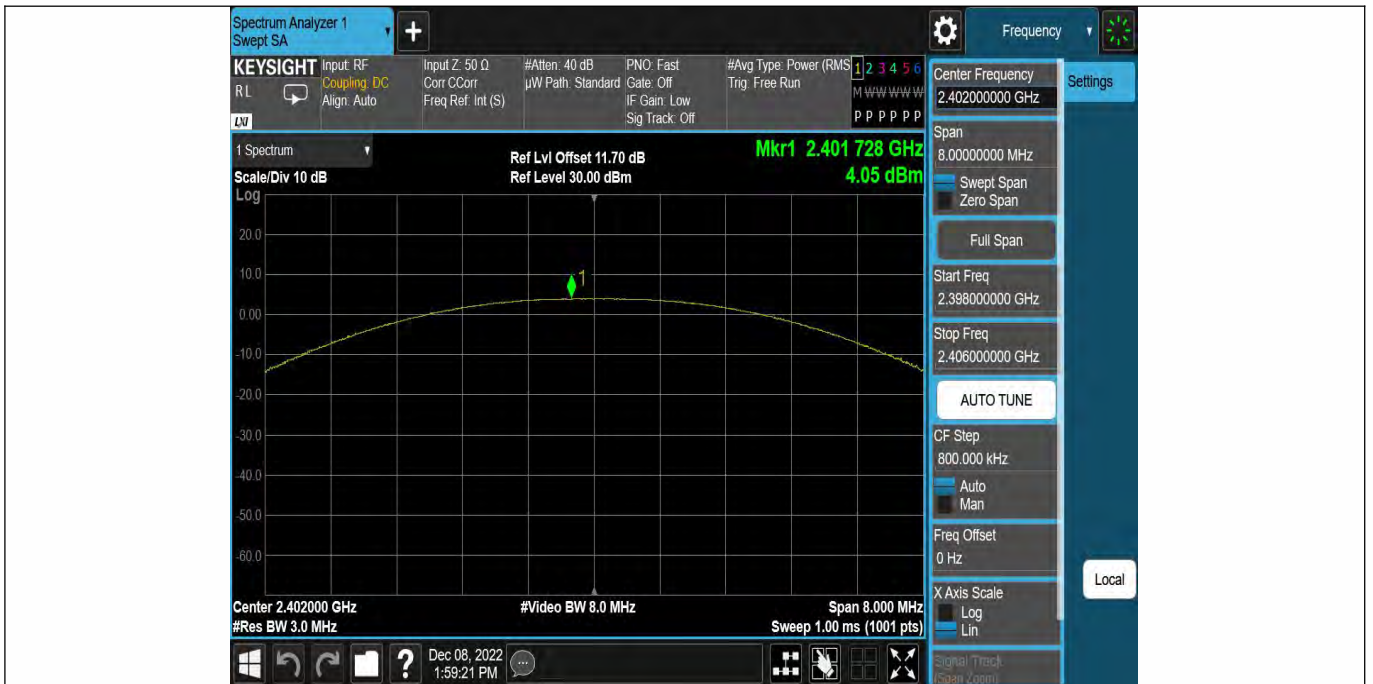 Spectrum Analyzer 1
Swept SA
+
Frequency
KEYSIGHT
R L
LXI
Input: RF
Coupling: DC
Align: Auto
Input Z: 50 Ω
Corr CCorr
Freq Ref: Int (S)
#Atten: 40 dB
µW Path: Standard
PNO: Fast
Gate: Off
IF Gain: Low
Sig Track: Off
#Avg Type: Power (RMS
Trig: Free Run
1 2 3 4 5 6
M W W W W W
P P P P P P
1 Spectrum
Scale/Div 10 dB
Ref Lvl Offset 11.70 dB
Ref Level 30.00 dBm
Mkr1 2.401 728 GHz
4.05 dBm
Log
20.0
10.0
0.00
-10.0
-20.0
-30.0
-40.0
-50.0
-60.0
1
Center 2.402000 GHz
#Res BW 3.0 MHz
#Video BW 8.0 MHz
Span 8.000 MHz
Sweep 1.00 ms (1001 pts)
Center Frequency
2.402000000 GHz
Settings
Span
8.00000000 MHz
Swept Span
Zero Span
Full Span
Start Freq
2.398000000 GHz
Stop Freq
2.406000000 GHz
AUTO TUNE
CF Step
800.000 kHz
Auto
Man
Freq Offset
0 Hz
X Axis Scale
Log
Lin
Signal Track
(Span Zoom)
Local
?
Dec 08, 2022
1:59:21 PM